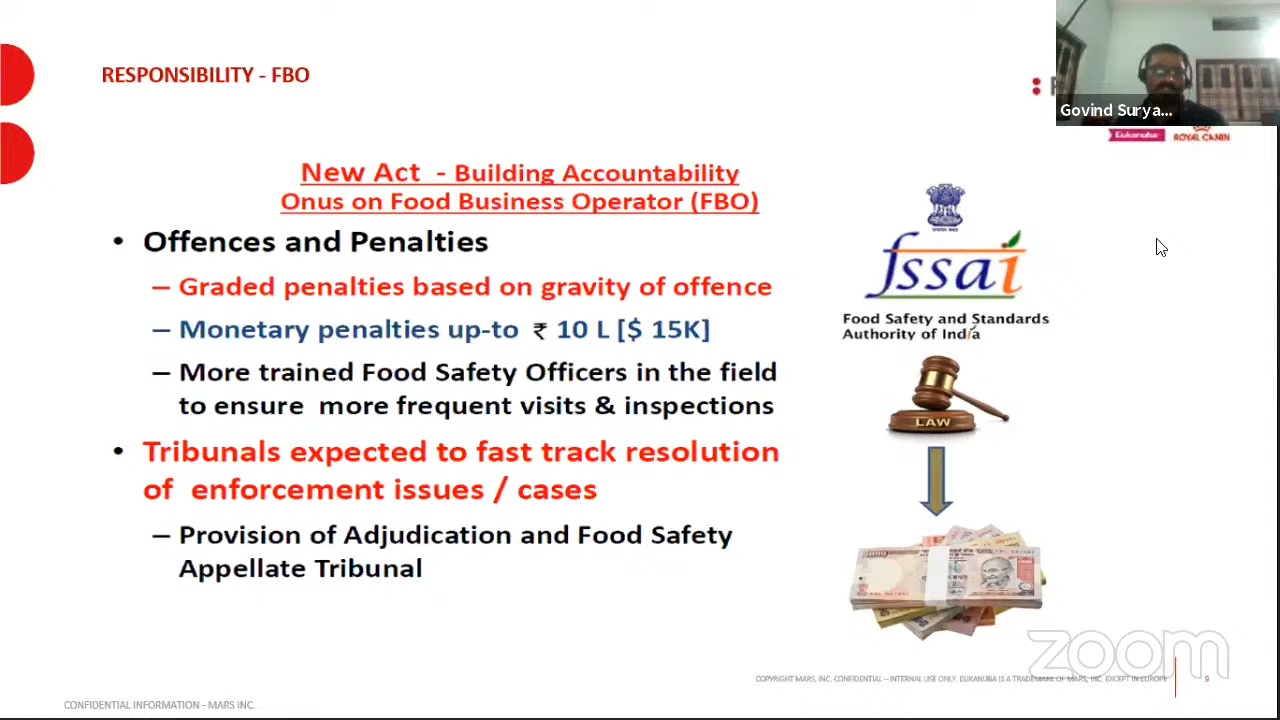 RESPONSIBILITY - FBO
Govind Surya...
Eukanuba
ROYAL CANIN
New Act - Building Accountability
Onus on Food Business Operator (FBO)
• Offences and Penalties
– Graded penalties based on gravity of offence
– Monetary penalties up-to ₹ 10 L [$ 15K]
– More trained Food Safety Officers in the field
to ensure more frequent visits & inspections
• Tribunals expected to fast track resolution
of enforcement issues / cases
– Provision of Adjudication and Food Safety
Appellate Tribunal
fssai
Food Safety and Standards
Authority of India
LAW
zoom
COPYRIGHT MARS, INC. CONFIDENTIAL – INTERNAL USE ONLY. EUKANUBA IS A TRADEMARK OF MARS, INC. EXCEPT IN EUROPE
9
CONFIDENTIAL INFORMATION - MARS INC.